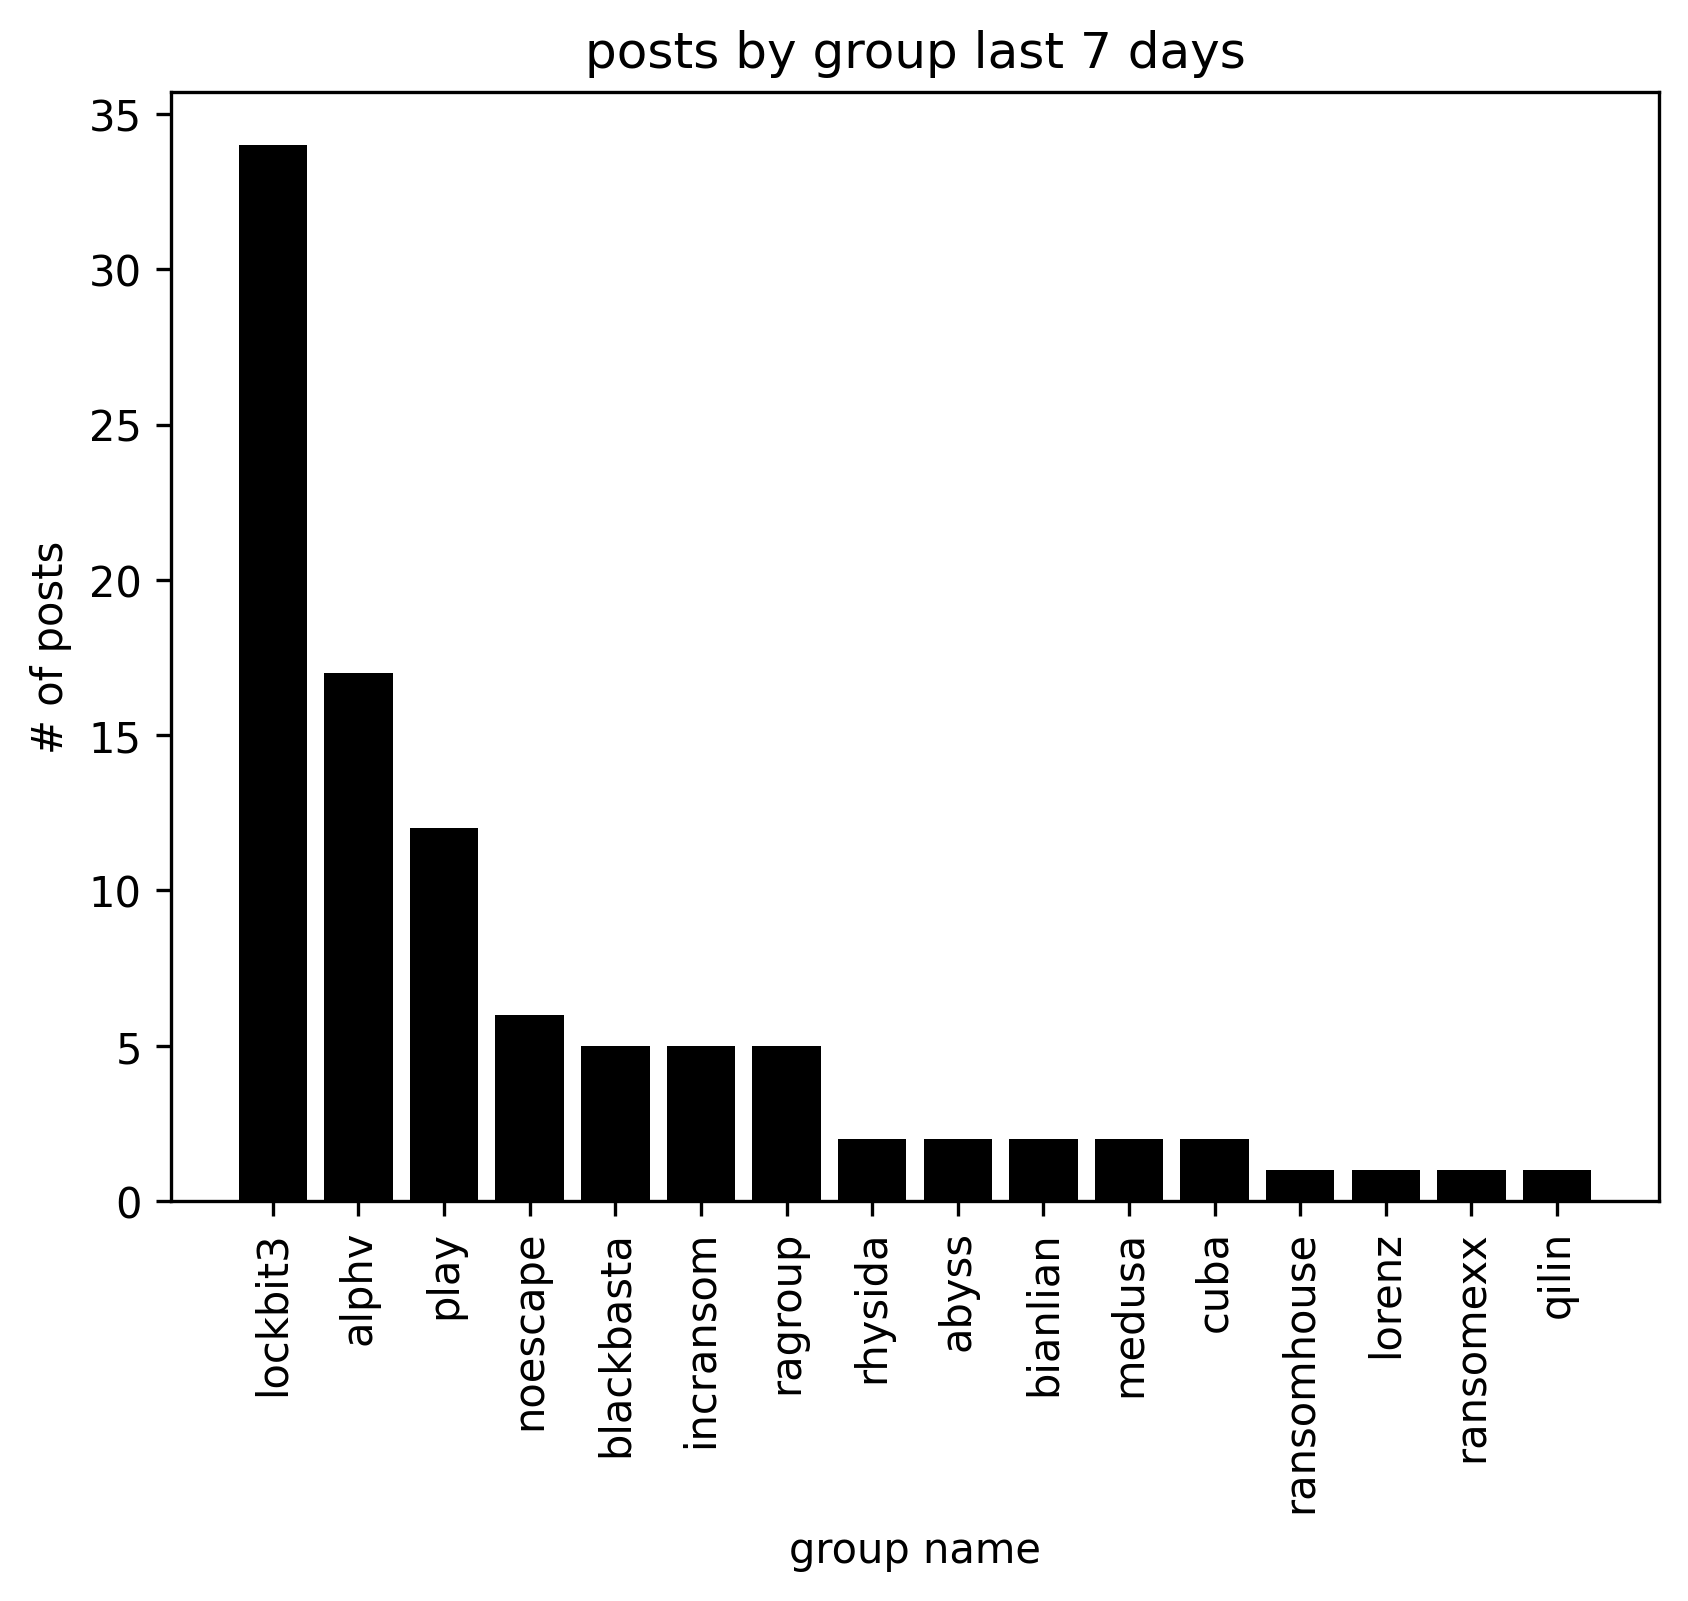 posts by group last 7 days
35
30
25
20
15
10
5
0
# of posts
lockbit3
alphv
play
noescape
blackbasta
incransom
ragroup
rhysida
abyss
bianlian
medusa
cuba
ransomhouse
lorenz
ransomexx
qilin
group name